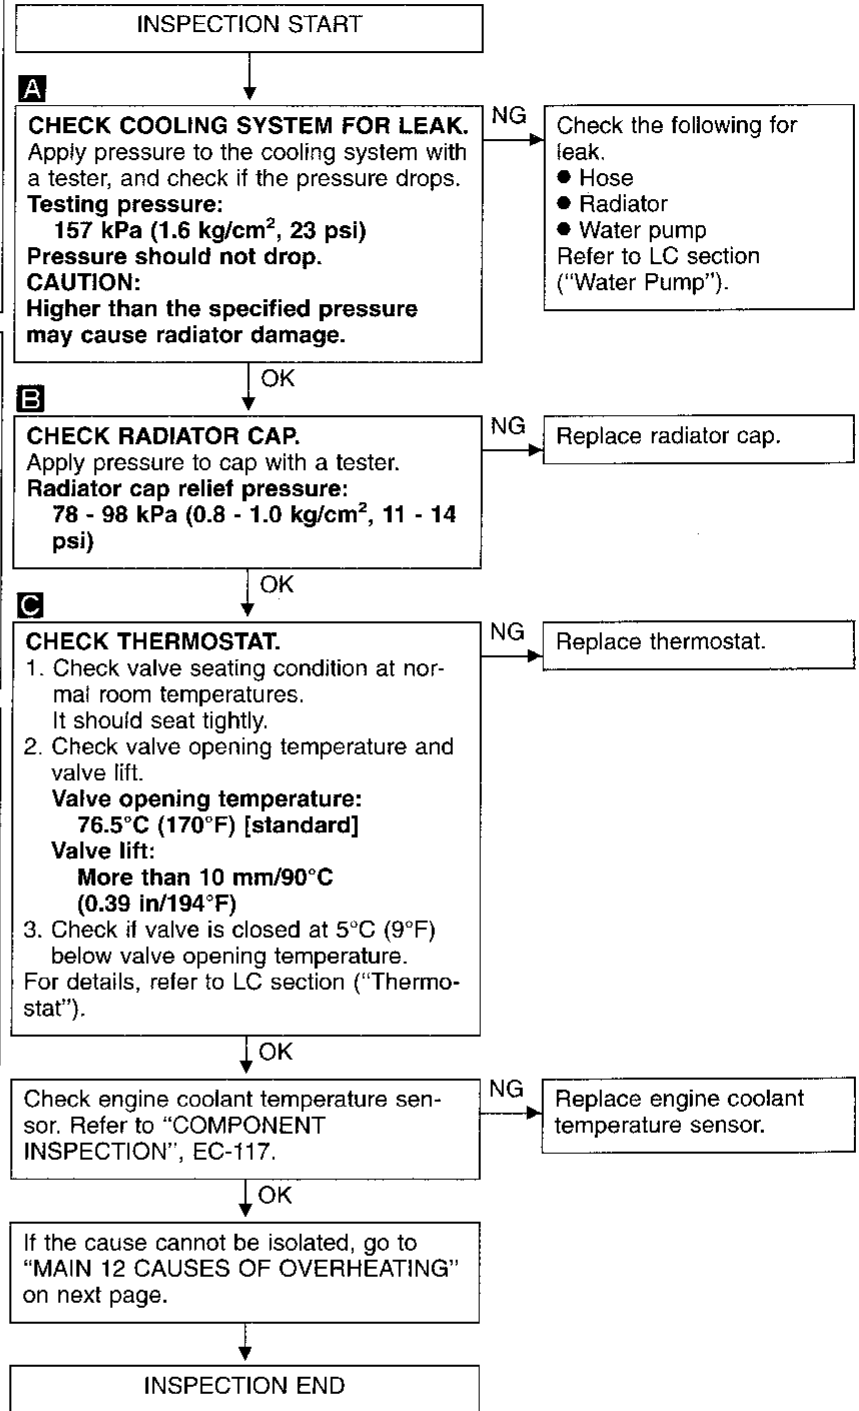 INSPECTION START
A
CHECK COOLING SYSTEM FOR LEAK.
Apply pressure to the cooling system with
a tester, and check if the pressure drops.
Testing pressure:
157 kPa (1.6 kg/cm², 23 psi)
Pressure should not drop.
CAUTION:
Higher than the specified pressure
may cause radiator damage.
NG
Check the following for
leak.
● Hose
● Radiator
● Water pump
Refer to LC section
(“Water Pump”).
OK
B
CHECK RADIATOR CAP.
Apply pressure to cap with a tester.
Radiator cap relief pressure:
78 - 98 kPa (0.8 - 1.0 kg/cm², 11 - 14
psi)
NG
Replace radiator cap.
OK
C
CHECK THERMOSTAT.
1. Check valve seating condition at nor-
mal room temperatures.
It should seat tightly.
2. Check valve opening temperature and
valve lift.
Valve opening temperature:
76.5°C (170°F) [standard]
Valve lift:
More than 10 mm/90°C
(0.39 in/194°F)
3. Check if valve is closed at 5°C (9°F)
below valve opening temperature.
For details, refer to LC section (“Thermo-
stat”).
NG
Replace thermostat.
OK
Check engine coolant temperature sen-
sor. Refer to “COMPONENT
INSPECTION”, EC-117.
NG
Replace engine coolant
temperature sensor.
OK
If the cause cannot be isolated, go to
“MAIN 12 CAUSES OF OVERHEATING”
on next page.
INSPECTION END